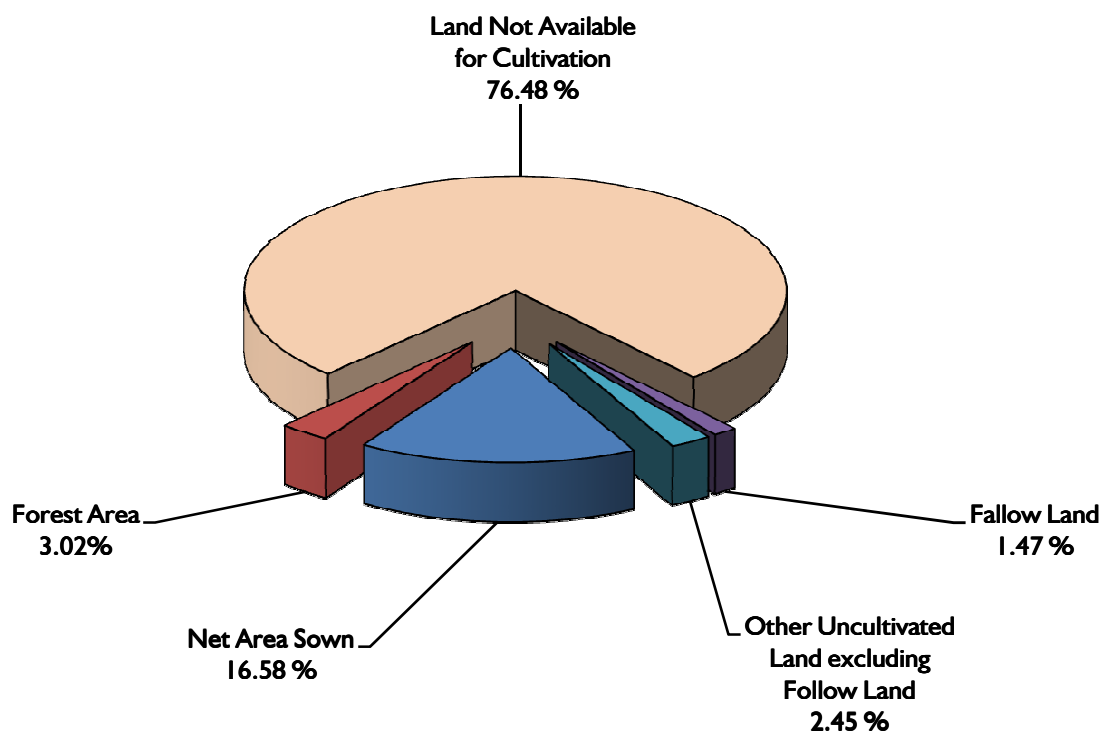 Land Not Available
for Cultivation
76.48 %
Forest Area
3.02%
Fallow Land
1.47 %
Net Area Sown
16.58 %
Other Uncultivated
Land excluding
Follow Land
2.45 %